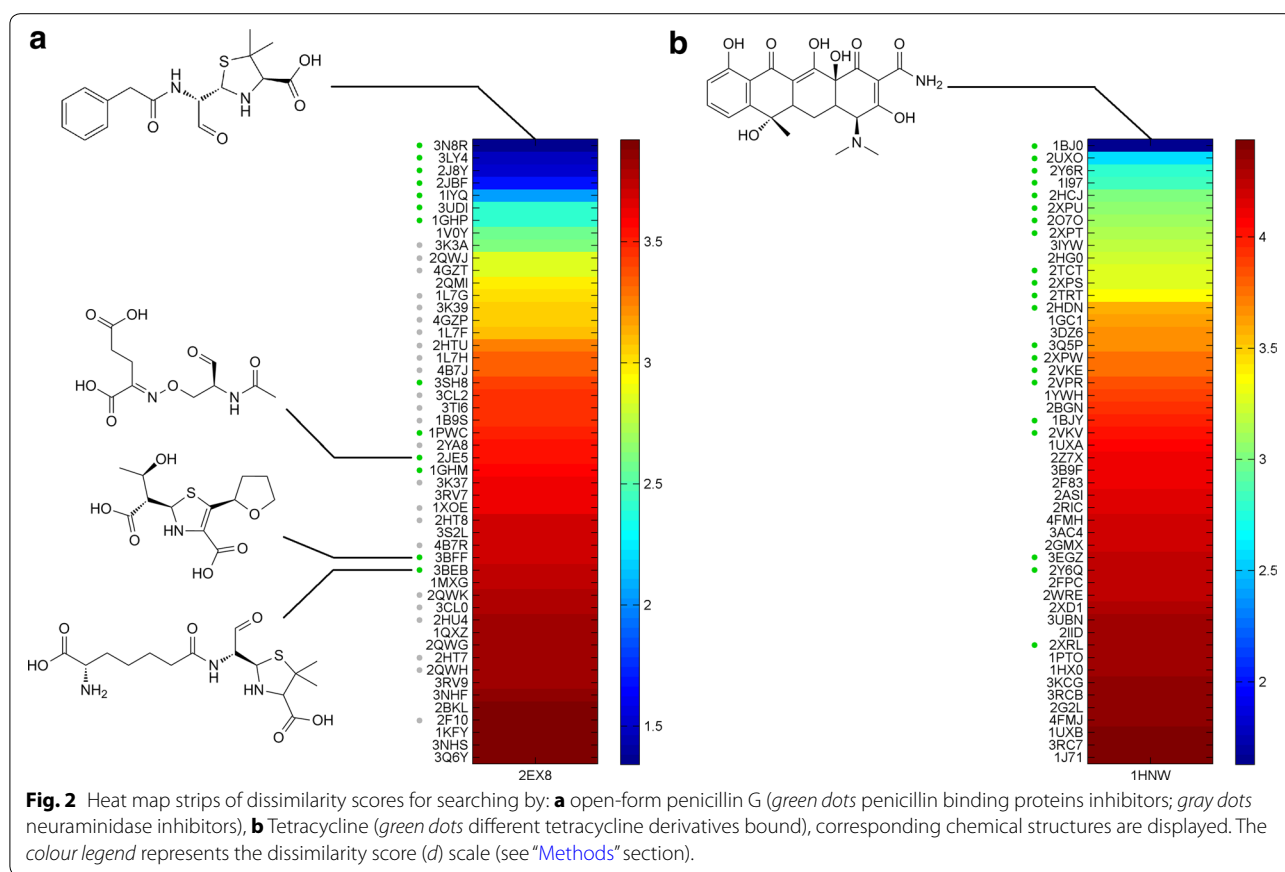 a
b
S
OH
H
N
O
N
H
O
O
OH
O
OH
OH
O
O
NH2
HO
OH
N
3N8R
3LY4
2J8Y
2JBF
1IYQ
3UDI
1GHP
1V0Y
3K3A
2QWJ
4GZT
2QMI
1L7G
3K39
4GZP
1L7F
2HTU
1L7H
4B7J
3SH8
3CL2
3TI6
1B9S
1PWC
2YA8
2JE5
1GHM
3K37
3RV7
1XOE
2HT8
3S2L
4B7R
3BFF
3BEB
1MXG
2QWK
3CL0
2HU4
1QXZ
2QWG
2HT7
2QWH
3RV9
3NHF
2BKL
2F10
1KFY
3NHS
3Q6Y
2EX8
3.5
3
2.5
2
1.5
O
OH
O
O
HO
N
O
N
H
O
OH
S
HO
O
O
HN
O
HO
O
O
HO
NH2
O
N
H
S
HN
O
OH
1BJ0
2UXO
2Y6R
1I97
2HCJ
2XPU
2O7O
2XPT
3IYW
2HG0
2TCT
2XPS
2TRT
2HDN
1GC1
3DZ6
3Q5P
2XPW
2VKE
2VPR
1YWH
2BGN
1BJY
2VKV
1UXA
2Z7X
3B9F
2F83
2ASI
2RIC
4FMH
3AC4
2GMX
3EGZ
2Y6Q
2FPC
2WRE
2XD1
3UBN
2IID
2XRL
1PTO
1HX0
3KCG
3RCB
2G2L
4FMJ
1UXB
3RC7
1J71
1HNW
4
3.5
3
2.5
2
Fig. 2 Heat map strips of dissimilarity scores for searching by: a open-form penicillin G (green dots penicillin binding proteins inhibitors; gray dots
neuraminidase inhibitors), b Tetracycline (green dots different tetracycline derivatives bound), corresponding chemical structures are displayed. The
colour legend represents the dissimilarity score (d) scale (see “Methods” section).